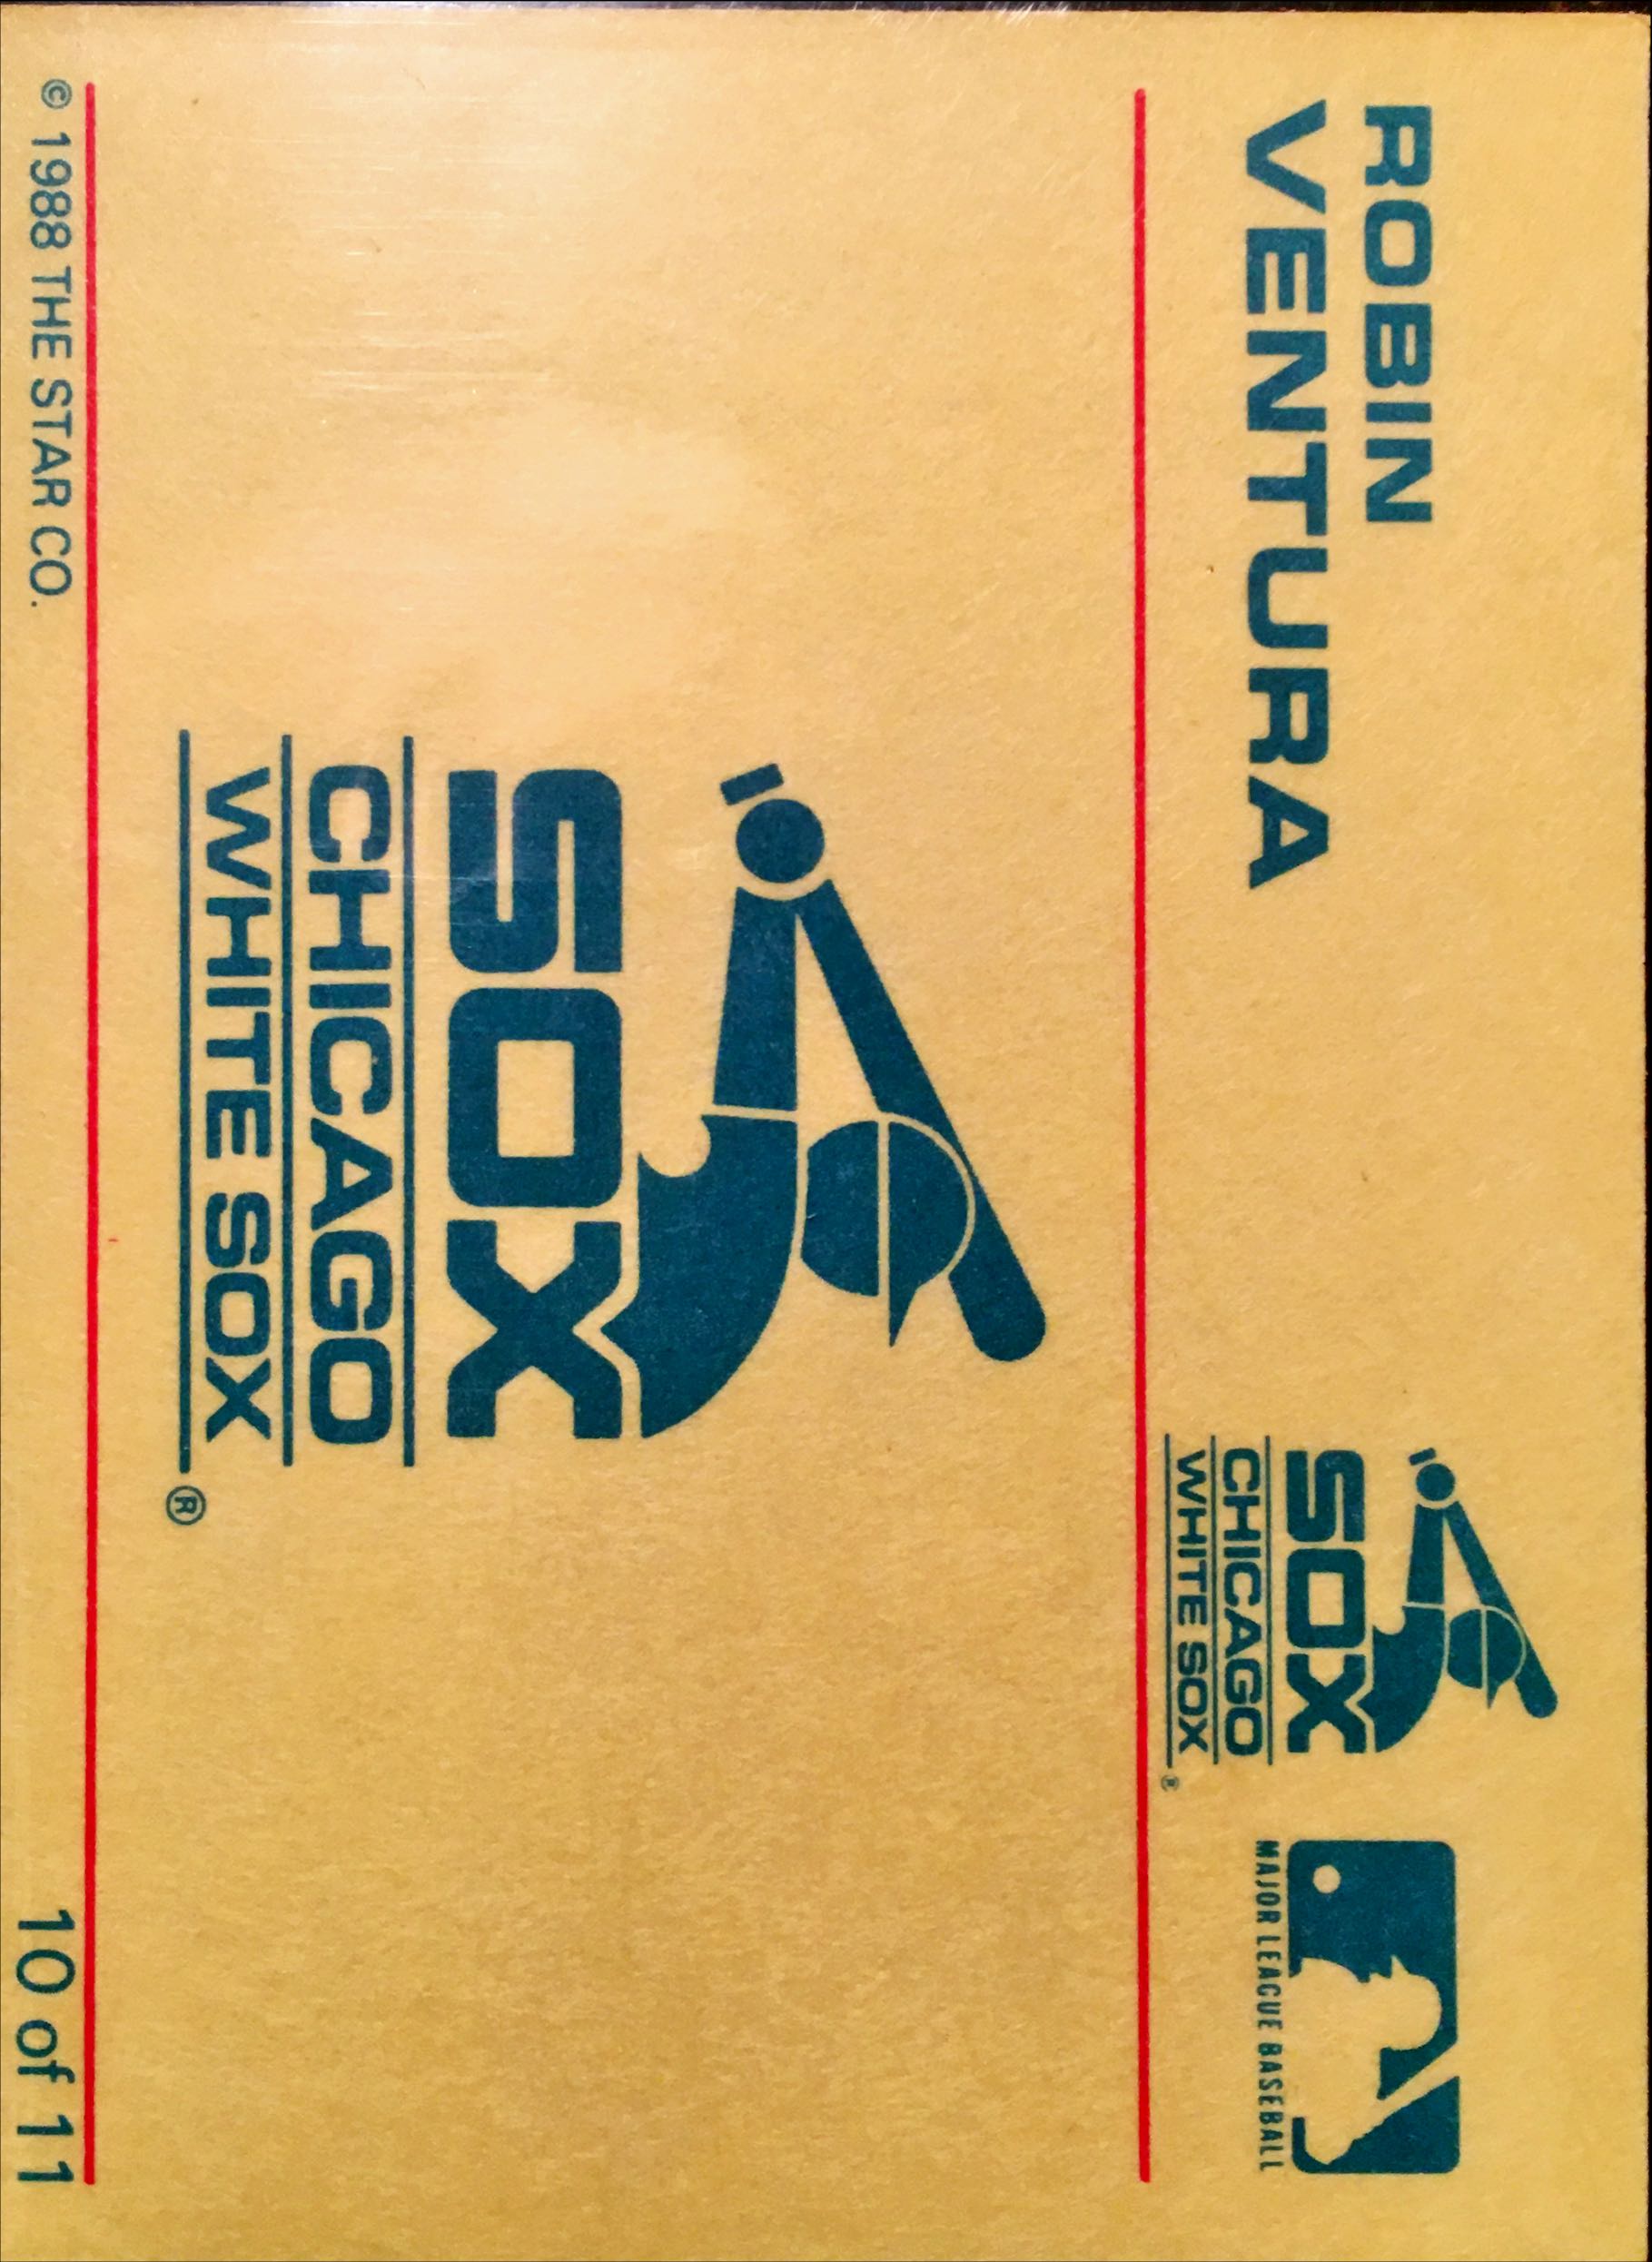 ROBIN
VENTURA
SOX
CHICAGO
WHITE SOX
®
MAJOR LEAGUE BASEBALL
SOX
CHICAGO
WHITE SOX
®
© 1988 THE STAR CO.
10 of 11